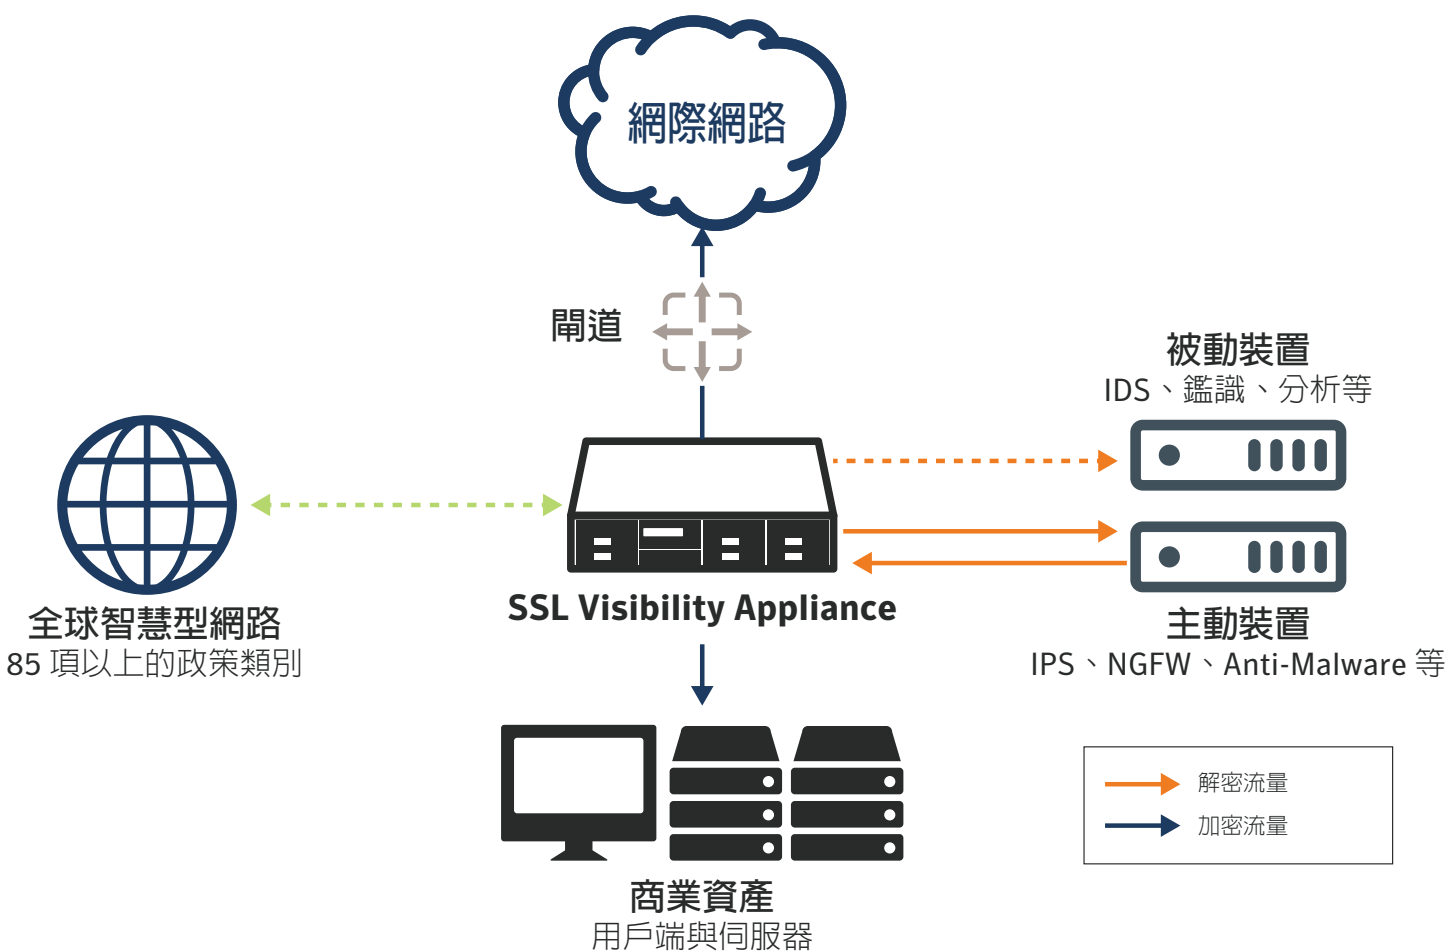 網際網路
閘道
被動裝置
IDS、鑑識、分析等
全球智慧型網路
85 項以上的政策類別
SSL Visibility Appliance
主動裝置
IPS、NGFW、Anti-Malware 等
解密流量
加密流量
商業資產
用戶端與伺服器